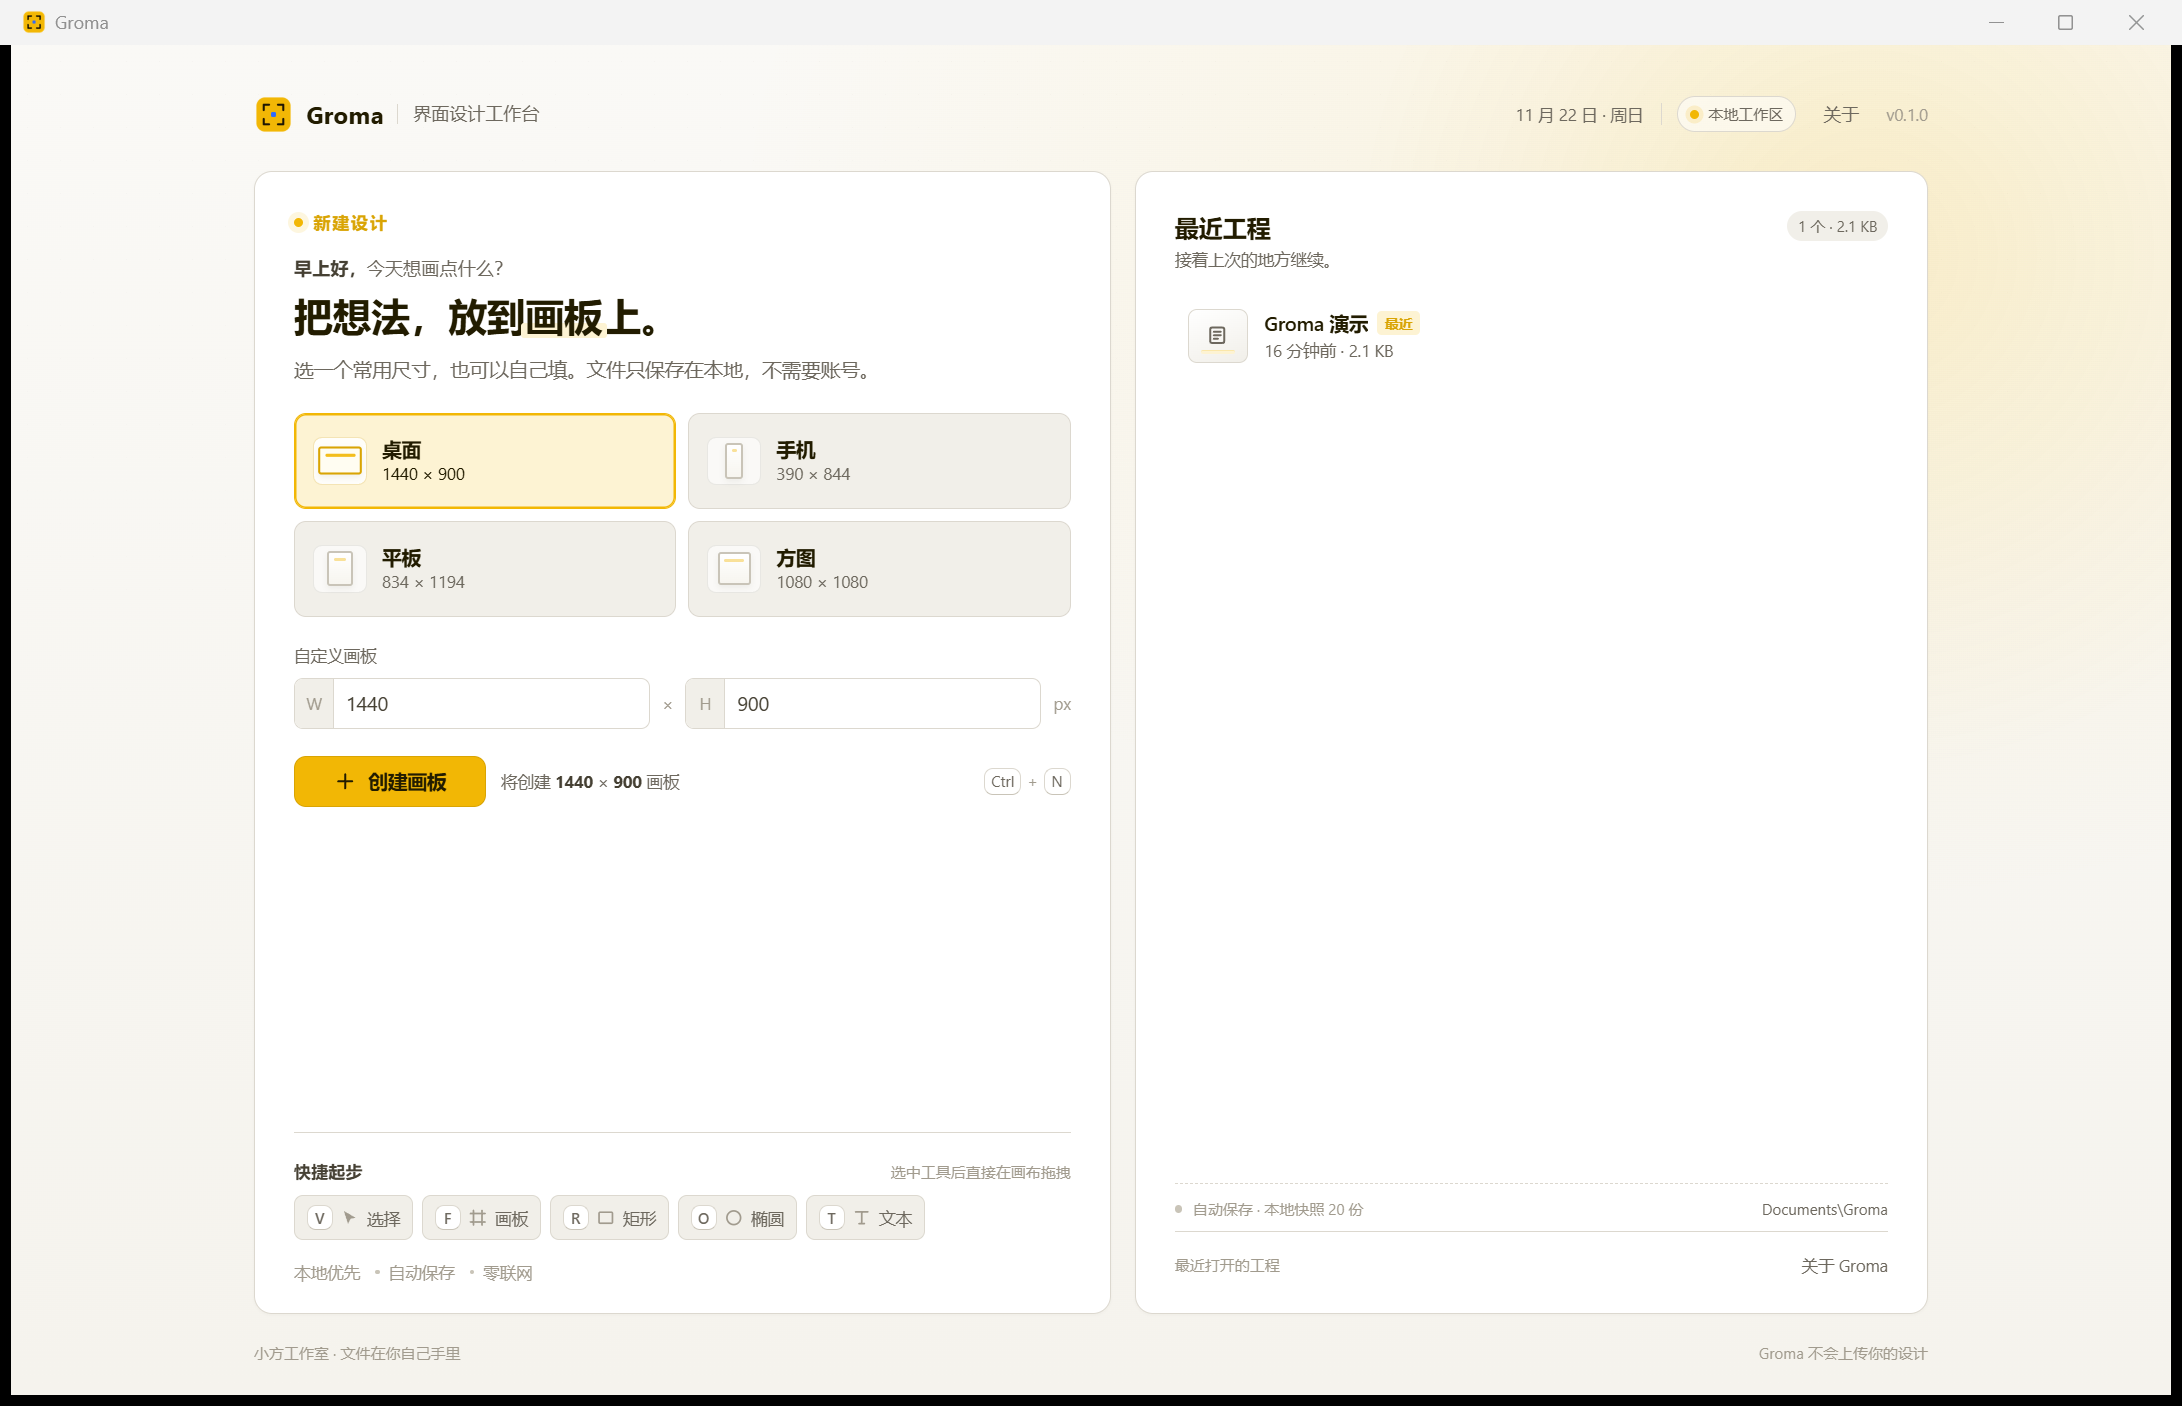 Groma
Groma 界面设计工作台
11 月 22 日 · 周日 本地工作区 关于 v0.1.0
新建设计
早上好，今天想画点什么？
把想法，放到画板上。
选一个常用尺寸，也可以自己填。文件只保存在本地，不需要账号。
桌面
1440 × 900
手机
390 × 844
平板
834 × 1194
方图
1080 × 1080
自定义画板
W 1440 × H 900 px
创建画板 将创建 1440 × 900 画板 Ctrl + N
快捷起步 选中工具后直接在画布拖拽
V 选择 F 画板 R 矩形 O 椭圆 T 文本
本地优先 • 自动保存 • 零联网
最近工程 1 个 · 2.1 KB
接着上次的地方继续。
Groma 演示 最近
16 分钟前 · 2.1 KB
自动保存 · 本地快照 20 份 Documents\Groma
最近打开的工程 关于 Groma
小方工作室 · 文件在你自己手里 Groma 不会上传你的设计